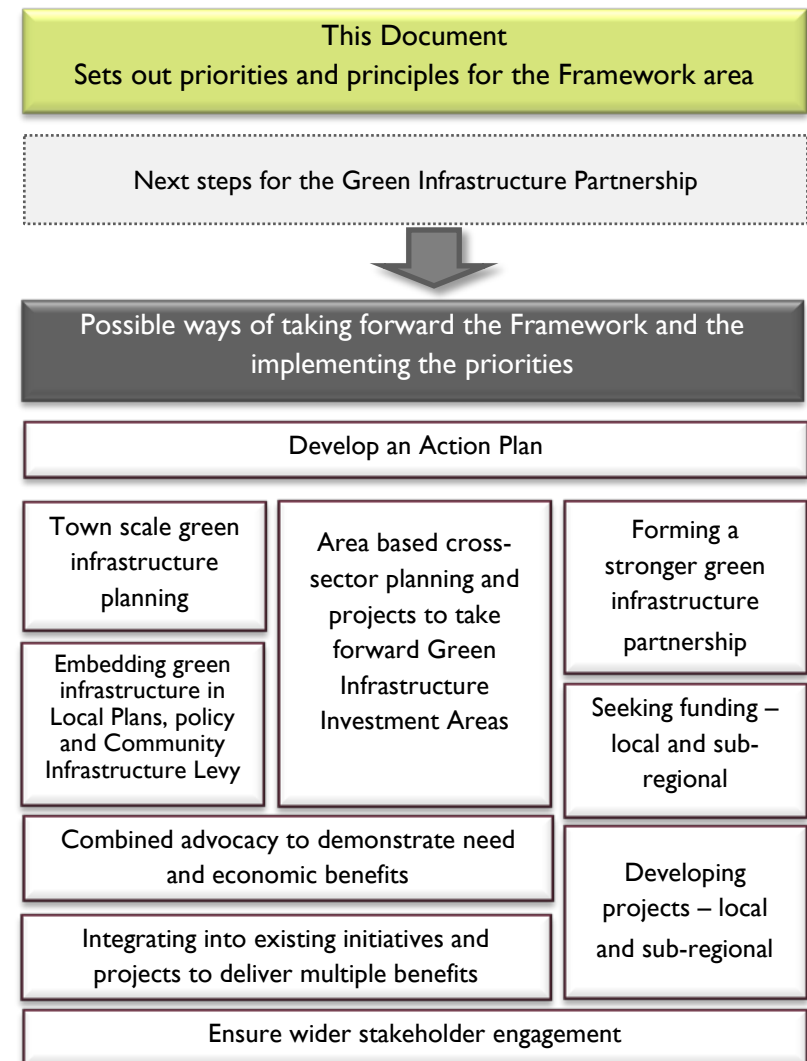 This Document
Sets out priorities and principles for the Framework area
Next steps for the Green Infrastructure Partnership
Possible ways of taking forward the Framework and the
implementing the priorities
Develop an Action Plan
Town scale green
infrastructure
planning
Embedding green
infrastructure in
Local Plans, policy
and Community
Infrastructure Levy
Area based cross-
sector planning and
projects to take
forward Green
Infrastructure
Investment Areas
Forming a
stronger green
infrastructure
partnership
Seeking funding –
local and sub-
regional
Combined advocacy to demonstrate need
and economic benefits
Integrating into existing initiatives and
projects to deliver multiple benefits
Developing
projects – local
and sub-regional
Ensure wider stakeholder engagement